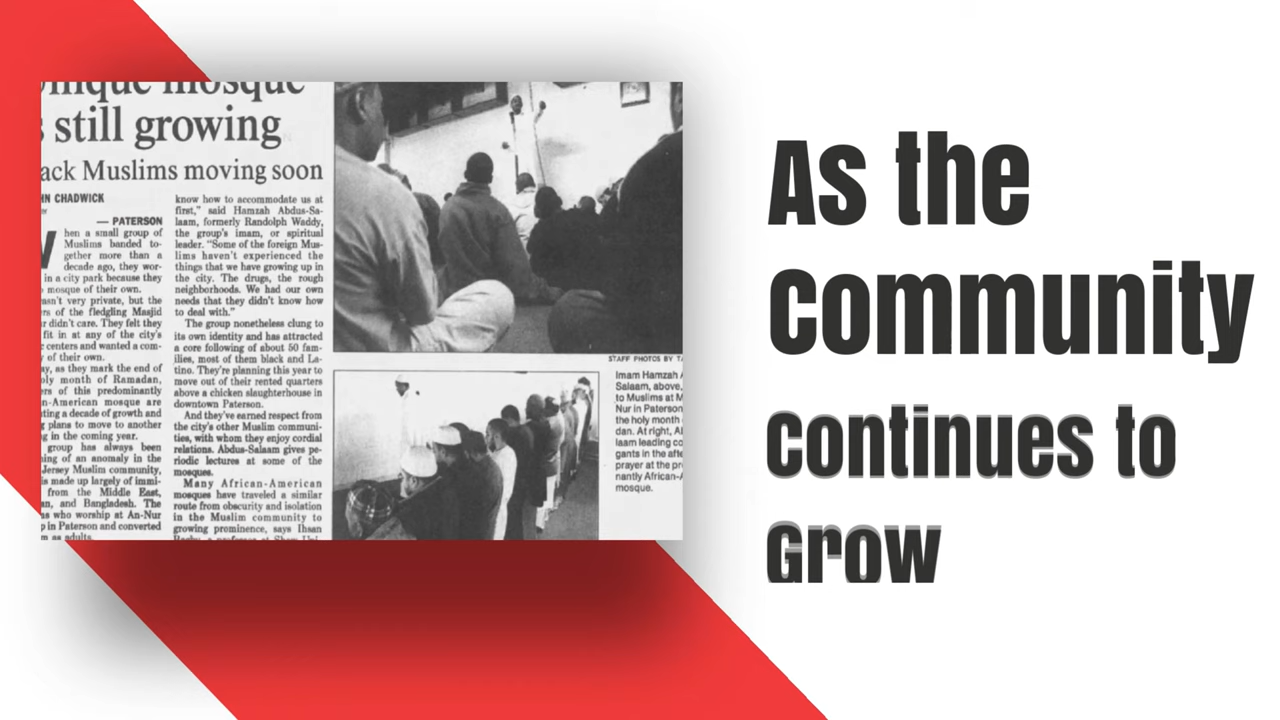 nique mosque
s still growing
ack Muslims moving soon
HN CHADWICK
— PATERSON
hen a small group of
Muslims banded to-
gether more than a
decade ago, they wor-
in a city park because they
mosque of their own.
asn't very private, but the
rs of the fledgling Masjid
r didn't care. They felt they
fit in at any of the city's
centers and wanted a com-
of their own.
ay, as they mark the end of
oly month of Ramadan,
ers of this predominantly
n-American mosque are
ting a decade of growth and
g plans to move to another
g in the coming year.
group has always been
ing of an anomaly in the
Jersey Muslim community,
is made up largely of immi-
from the Middle East,
an, and Bangladesh. The
s who worship at An-Nur
p in Paterson and converted
m as adults.
know how to accommodate us at
first," said Hamzah Abdus-Sa-
laam, formerly Randolph Waddy,
the group's imam, or spiritual
leader. "Some of the foreign Mus-
lims haven't experienced the
things that we have growing up in
the city. The drugs, the rough
neighborhoods. We had our own
needs that they didn't know how
to deal with."
The group nonetheless clung to
its own identity and has attracted
a core following of about 50 fam-
ilies, most of them black and La-
tino. They're planning this year to
move out of their rented quarters
above a chicken slaughterhouse in
downtown Paterson.
And they've earned respect from
the city's other Muslim communi-
ties, with whom they enjoy cordial
relations. Abdus-Salaam gives pe-
riodic lectures at some of the
mosques.
Many African-American
mosques have traveled a similar
route from obscurity and isolation
in the Muslim community to
growing prominence, says Ihsan
STAFF PHOTOS BY TA
Imam Hamzah A
Salaam, above,
to Muslims at M
Nur in Paterson
the holy month
dan. At right, Al
laam leading co
gants in the afte
prayer at the pr
nantly African-A
mosque.
As the
Community
Continues to
Grow